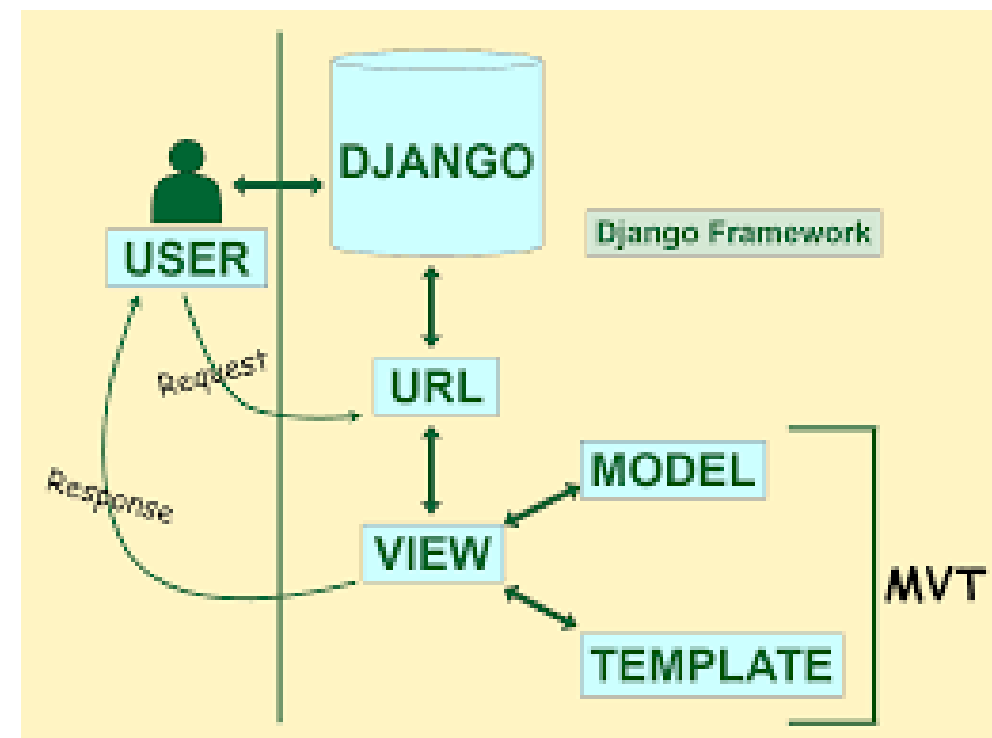 DJANGO
USER
Django Framework
Request
URL
MODEL
Response
VIEW
MVT
TEMPLATE